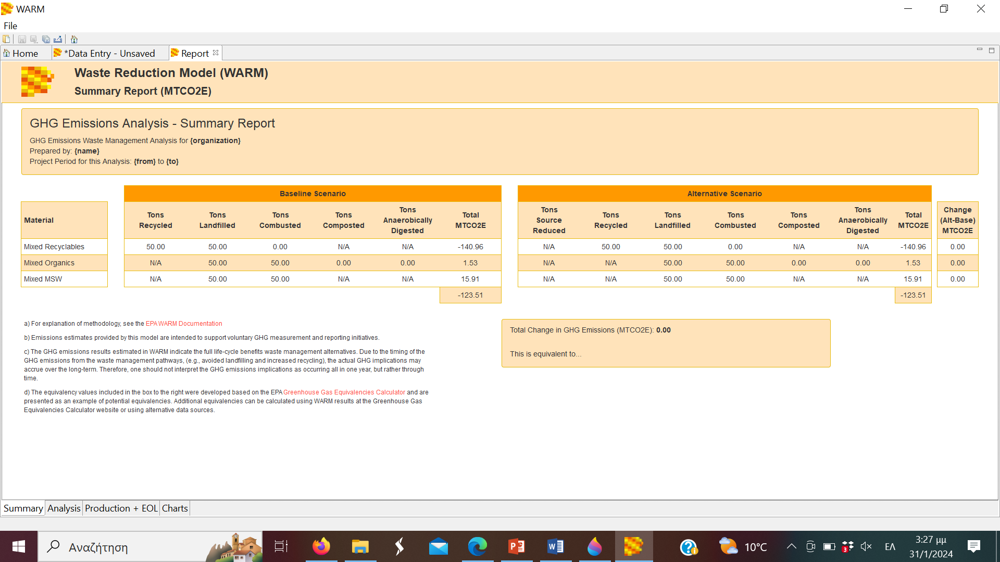 WARM
File
Home
*Data Entry - Unsaved
Report
Waste Reduction Model (WARM)
Summary Report (MTCO2E)
GHG Emissions Analysis - Summary Report
GHG Emissions Waste Management Analysis for {organization}
Prepared by: {name}
Project Period for this Analysis: {from} to {to}
Baseline Scenario
Material Tons Recycled Tons Landfilled Tons Combusted Tons Composted Tons Anaerobically Digested Total MTCO2E
Mixed Recyclables 50.00 50.00 0.00 N/A N/A -140.96
Mixed Organics N/A 50.00 50.00 0.00 0.00 1.53
Mixed MSW N/A 50.00 50.00 N/A N/A 15.91
-123.51
Alternative Scenario
Tons Source Reduced Tons Recycled Tons Landfilled Tons Combusted Tons Composted Tons Anaerobically Digested Total MTCO2E Change (Alt-Base) MTCO2E
N/A 50.00 50.00 0.00 N/A N/A -140.96 0.00
N/A N/A 50.00 50.00 0.00 0.00 1.53 0.00
N/A N/A 50.00 50.00 N/A N/A 15.91 0.00
-123.51
a) For explanation of methodology, see the EPA WARM Documentation
b) Emissions estimates provided by this model are intended to support voluntary GHG measurement and reporting initiatives.
c) The GHG emissions results estimated in WARM indicate the full life-cycle benefits waste management alternatives. Due to the timing of the
GHG emissions from the waste management pathways, (e.g., avoided landfilling and increased recycling), the actual GHG implications may
accrue over the long-term. Therefore, one should not interpret the GHG emissions implications as occurring all in one year, but rather through
time.
d) The equivalency values included in the box to the right were developed based on the EPA Greenhouse Gas Equivalencies Calculator and are
presented as an example of potential equivalencies. Additional equivalencies can be calculated using WARM results at the Greenhouse Gas
Equivalencies Calculator website or using alternative data sources.
Total Change in GHG Emissions (MTCO2E): 0.00
This is equivalent to...
Summary
Analysis
Production + EOL
Charts
Αναζήτηση
10°C
3
ΕΛ
3:27 μμ
31/1/2024